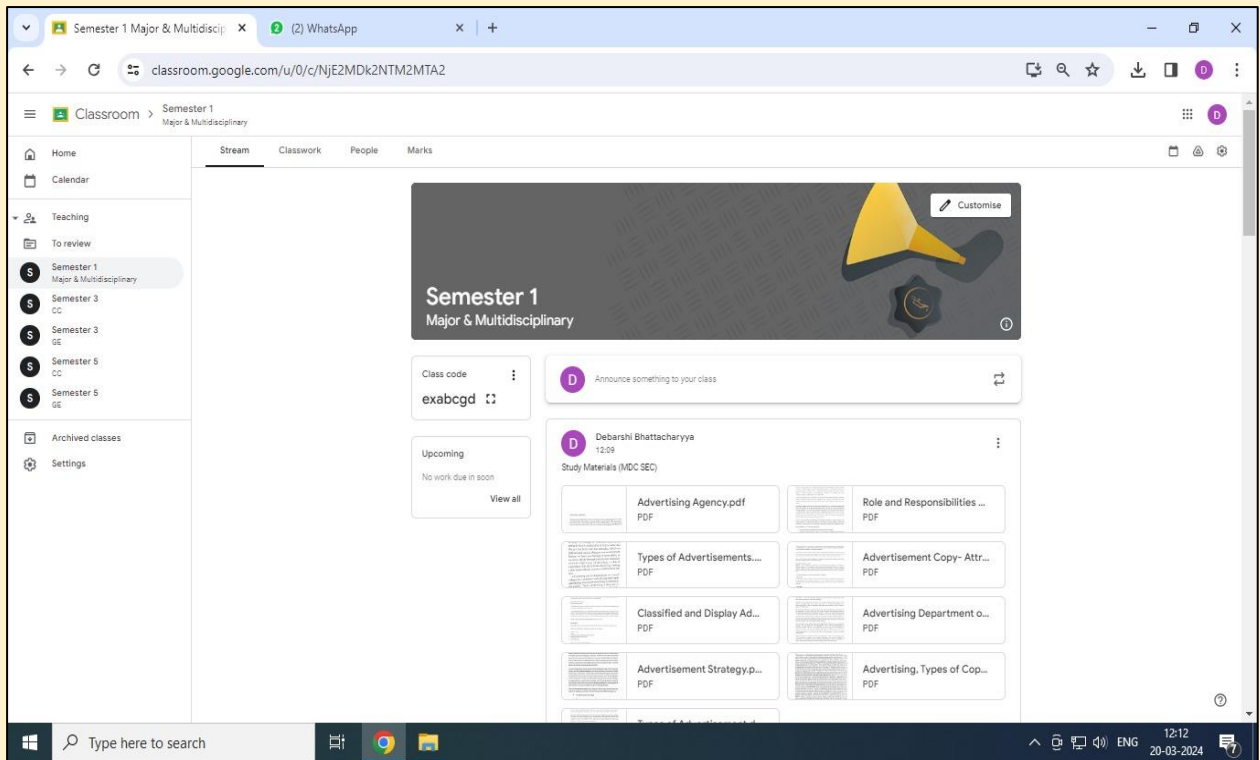 Semester 1 Major & Multidiscip
(2) WhatsApp
classroom.google.com/u/0/c/NjE2MDk2NTM2MTA2
D
Classroom > Semester 1
Major & Multidisciplinary
D
Home
Calendar
Teaching
To review
S Semester 1
Major & Multidisciplinary
S Semester 3
CC
S Semester 3
GE
S Semester 5
CC
S Semester 5
GE
Archived classes
Settings
Stream Classwork People Marks
Customise
Semester 1
Major & Multidisciplinary
Class code
exabcgd
Upcoming
No work due in soon
View all
D Announce something to your class
D Debarshi Bhattacharyya
12:09
Study Materials (MDC SEC)
Advertising Agency.pdf
PDF
Role and Responsibilities ...
PDF
Types of Advertisements....
PDF
Advertisement Copy- Attr...
PDF
Classified and Display Ad...
PDF
Advertising Department o...
PDF
Advertisement Strategy.p...
PDF
Advertising, Types of Cop...
PDF
Type here to search
ENG
12:12
20-03-2024
7